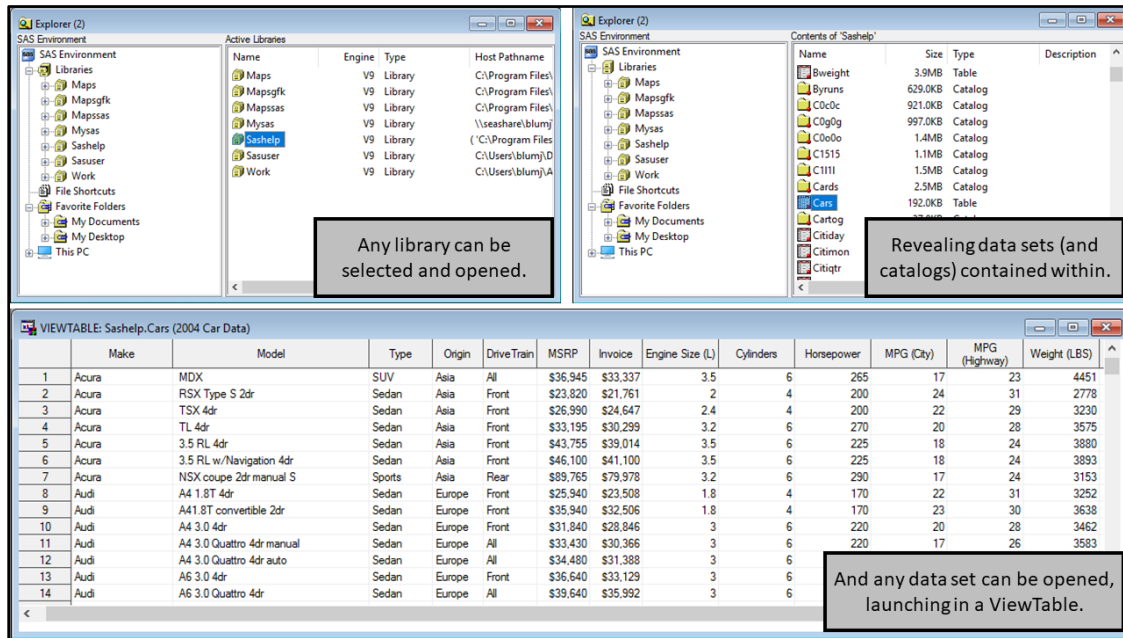 Explorer (2)
SAS Environment
SAS Environment
Libraries
Maps
Mapsgfk
Mapssas
Mysas
Sashelp
Sasuser
Work
File Shortcuts
Favorite Folders
My Documents
My Desktop
This PC
Active Libraries
Name Engine Type Host Pathname
Maps V9 Library C:\Program Files\
Mapsgfk V9 Library C:\Program Files\
Mapssas V9 Library C:\Program Files\
Mysas V9 Library \\seashare\blumj
Sashelp V9 Library ( 'C:\Program Files
Sasuser V9 Library C:\Users\blumj\D
Work V9 Library C:\Users\blumj\A
Any library can be
selected and opened.
Explorer (2)
SAS Environment
SAS Environment
Libraries
Maps
Mapsgfk
Mapssas
Mysas
Sashelp
Sasuser
Work
File Shortcuts
Favorite Folders
My Documents
My Desktop
This PC
Contents of 'Sashelp'
Name Size Type Description
Bweight 3.9MB Table
Byruns 629.0KB Catalog
C0c0c 921.0KB Catalog
C0g0g 997.0KB Catalog
C0o0o 1.4MB Catalog
C1515 1.1MB Catalog
C1l1l 1.5MB Catalog
Cards 2.5MB Catalog
Cars 192.0KB Table
Cartog
Citiday
Citimon
Citiqtr
Revealing data sets (and
catalogs) contained within.
VIEWTABLE: Sashelp.Cars (2004 Car Data)
Make Model Type Origin DriveTrain MSRP Invoice Engine Size (L) Cylinders Horsepower MPG (City) MPG (Highway) Weight (LBS)
1 Acura MDX SUV Asia All $36,945 $33,337 3.5 6 265 17 23 4451
2 Acura RSX Type S 2dr Sedan Asia Front $23,820 $21,761 2 4 200 24 31 2778
3 Acura TSX 4dr Sedan Asia Front $26,990 $24,647 2.4 4 200 22 29 3230
4 Acura TL 4dr Sedan Asia Front $33,195 $30,299 3.2 6 270 20 28 3575
5 Acura 3.5 RL 4dr Sedan Asia Front $43,755 $39,014 3.5 6 225 18 24 3880
6 Acura 3.5 RL w/Navigation 4dr Sedan Asia Front $46,100 $41,100 3.5 6 225 18 24 3893
7 Acura NSX coupe 2dr manual S Sports Asia Rear $89,765 $79,978 3.2 6 290 17 24 3153
8 Audi A4 1.8T 4dr Sedan Europe Front $25,940 $23,508 1.8 4 170 22 31 3252
9 Audi A41.8T convertible 2dr Sedan Europe Front $35,940 $32,506 1.8 4 170 23 30 3638
10 Audi A4 3.0 4dr Sedan Europe Front $31,840 $28,846 3 6 220 20 28 3462
11 Audi A4 3.0 Quattro 4dr manual Sedan Europe All $33,430 $30,366 3 6 220 17 26 3583
12 Audi A4 3.0 Quattro 4dr auto Sedan Europe All $34,480 $31,388 3 6
13 Audi A6 3.0 4dr Sedan Europe Front $36,640 $33,129 3 6
14 Audi A6 3.0 Quattro 4dr Sedan Europe All $39,640 $35,992 3 6
And any data set can be opened,
launching in a ViewTable.